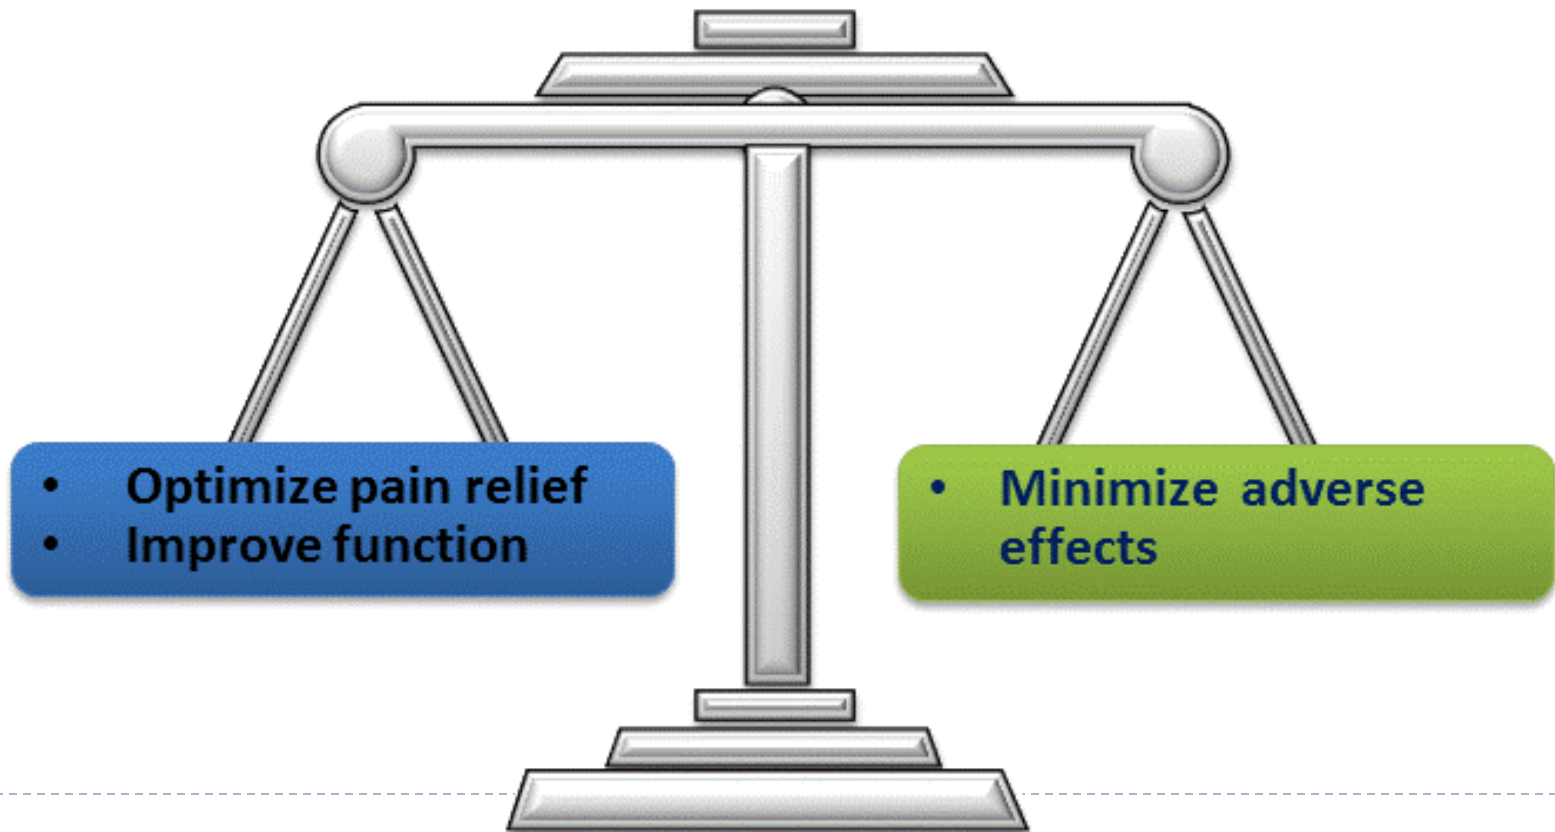 • Optimize pain relief
• Improve function
• Minimize adverse
effects